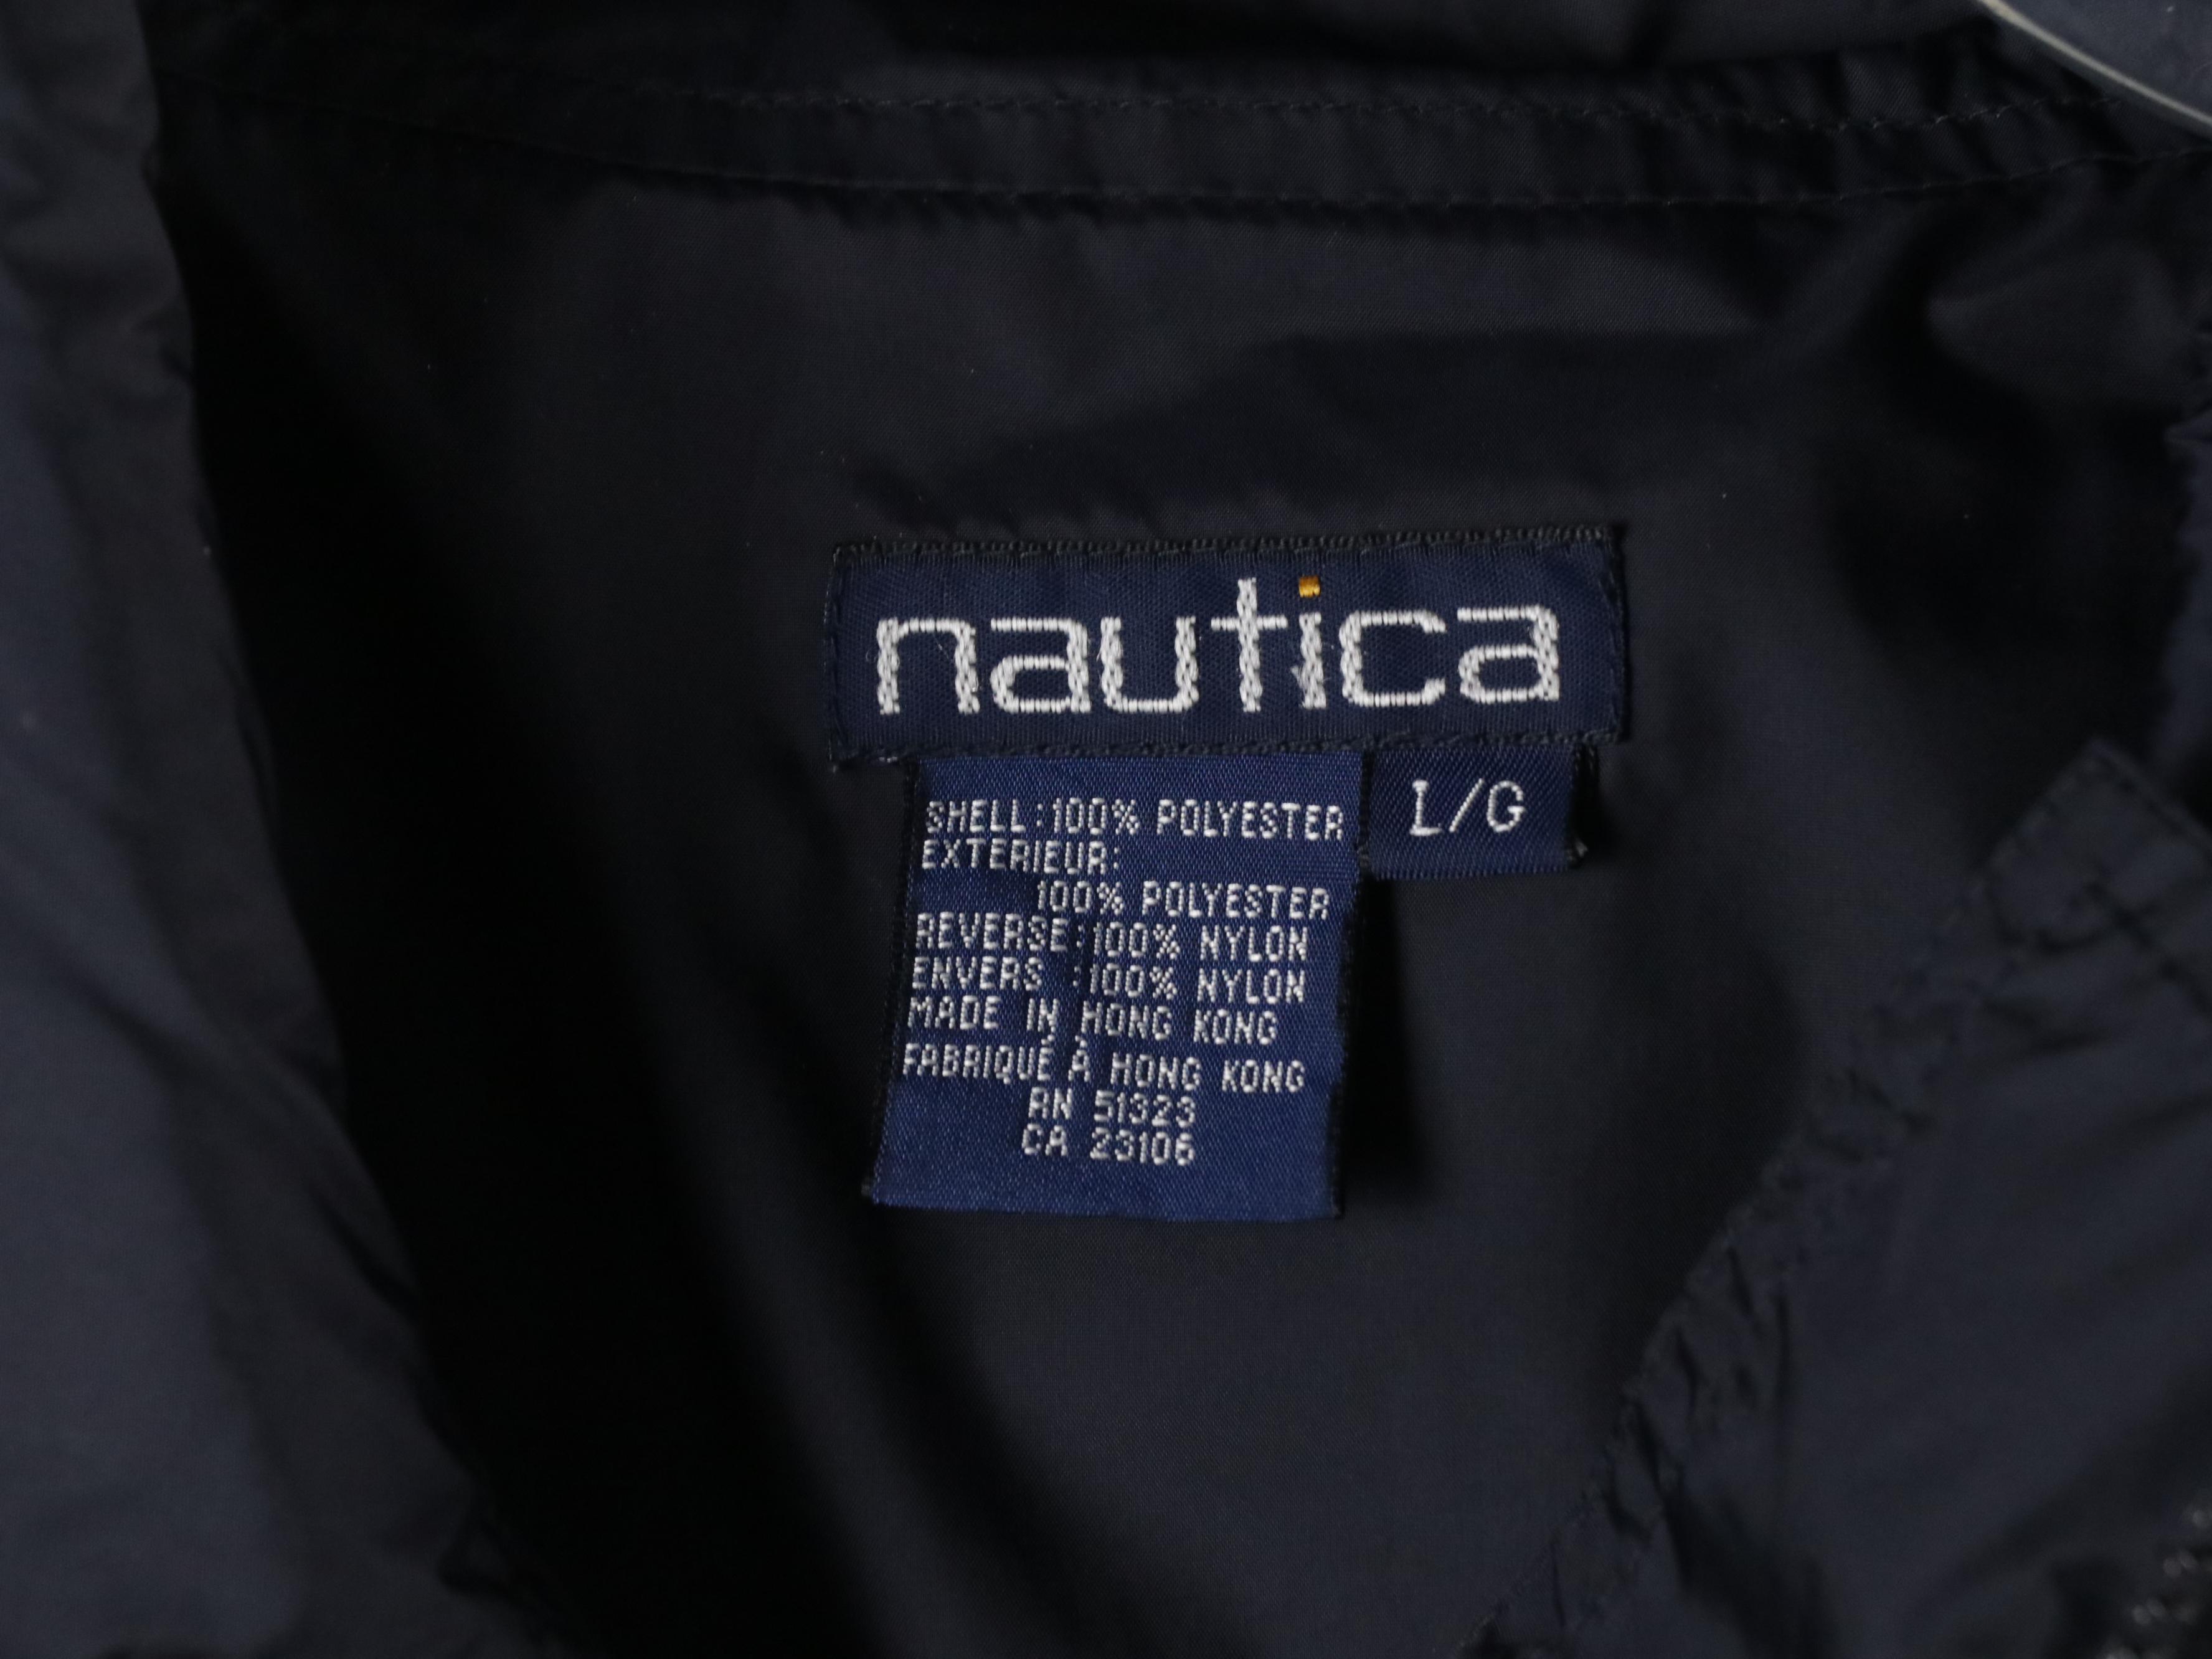 nautica
L/G
SHELL:100% POLYESTER
EXTERIEUR:
100% POLYESTER
REVERSE:100% NYLON
ENVERS :100% NYLON
MADE IN HONG KONG
FABRIQUÉ À HONG KONG
RN 51323
CA 23106